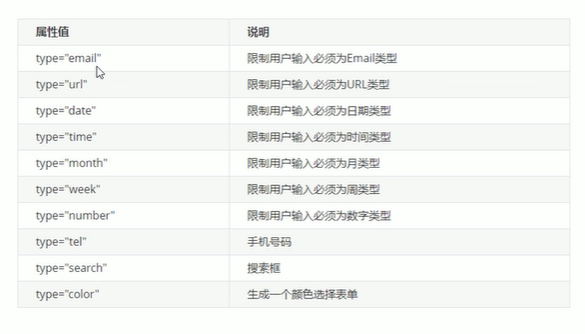 属性值 说明
type="email" 限制用户输入必须为Email类型
type="url" 限制用户输入必须为URL类型
type="date" 限制用户输入必须为日期类型
type="time" 限制用户输入必须为时间类型
type="month" 限制用户输入必须为月类型
type="week" 限制用户输入必须为周类型
type="number" 限制用户输入必须为数字类型
type="tel" 手机号码
type="search" 搜索框
type="color" 生成一个颜色选择表单